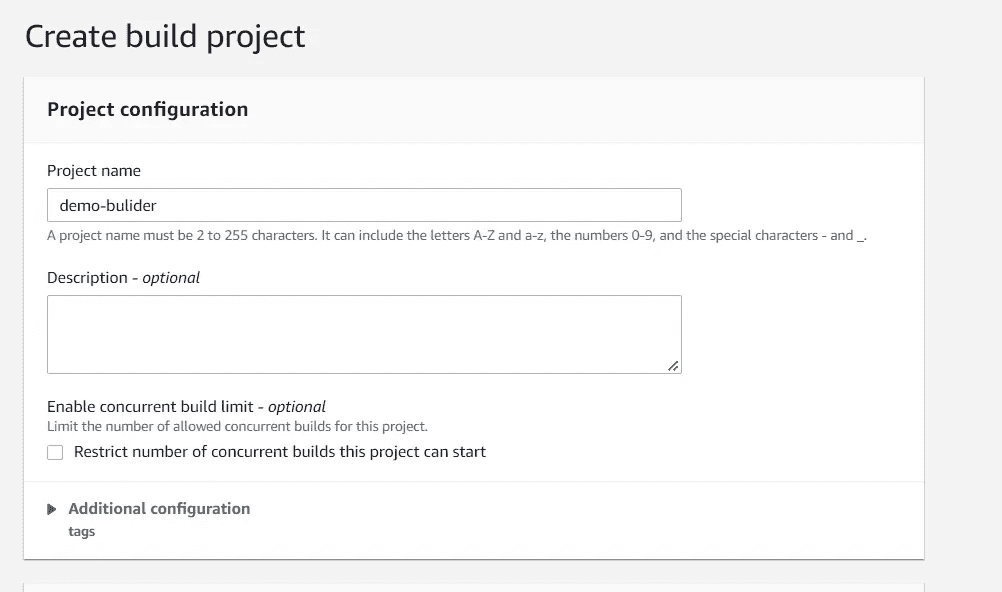 Create build project
Project configuration
Project name
demo-bulider
A project name must be 2 to 255 characters. It can include the letters A-Z and a-z, the numbers 0-9, and the special characters - and _.
Description - optional
Enable concurrent build limit - optional
Limit the number of allowed concurrent builds for this project.
Restrict number of concurrent builds this project can start
Additional configuration
tags